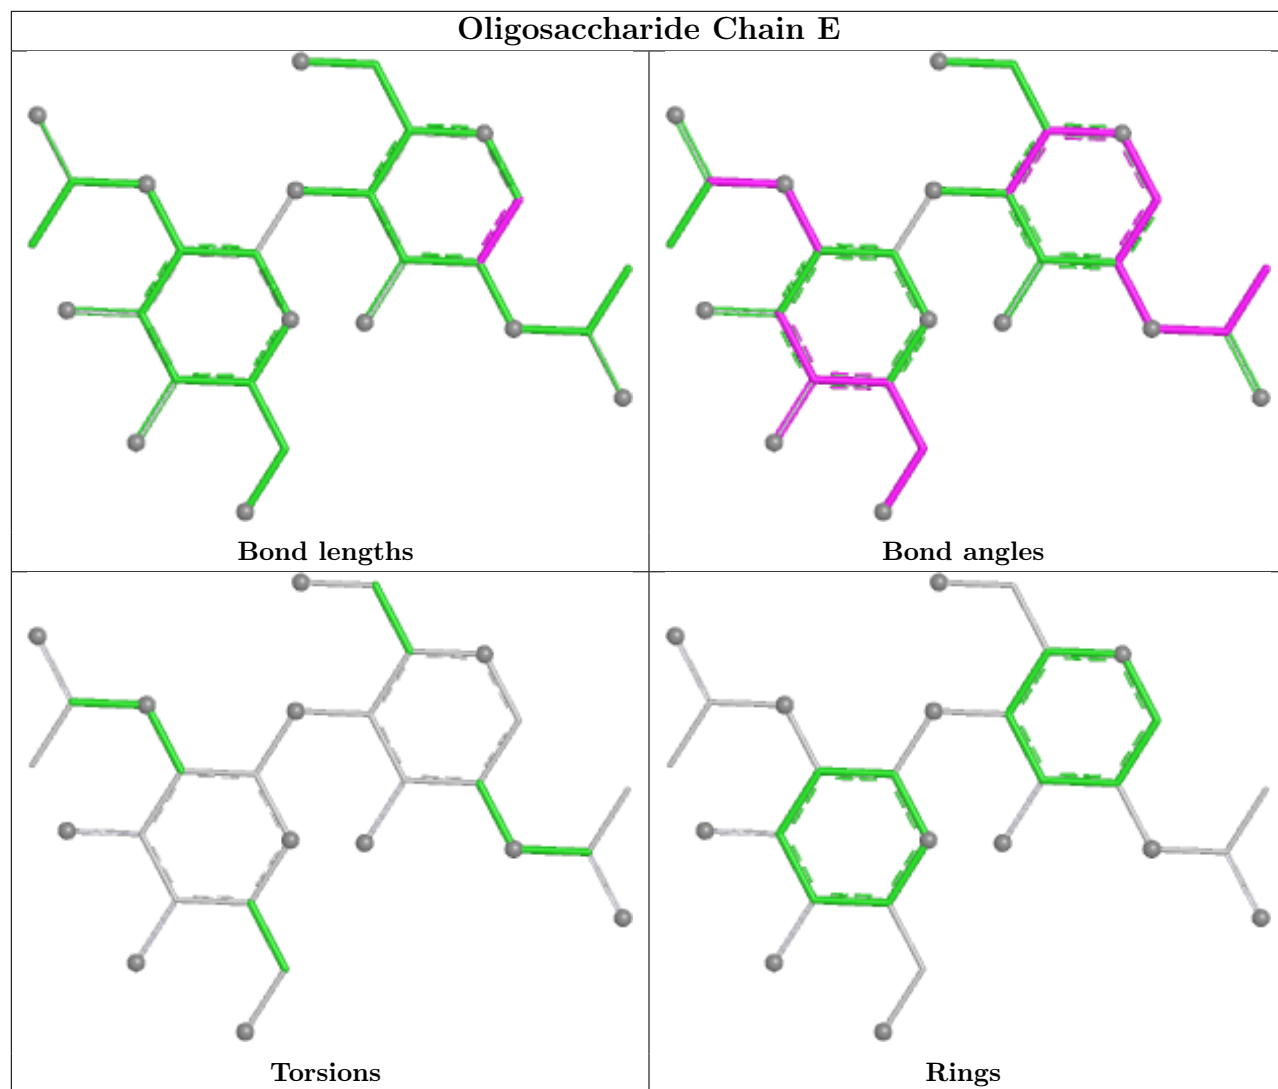 Oligosaccharide Chain E
Bond lengths
Bond angles
Torsions
Rings